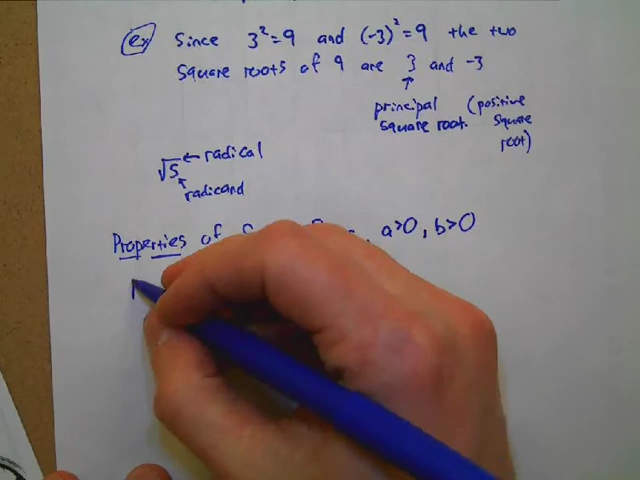 ex Since 3²=9 and (-3)²=9 the two
square roots of 9 are 3 and -3
↑
principal (positive
square root. square
root)
√5 ← radical
radicand
Properties of a>0, b>0